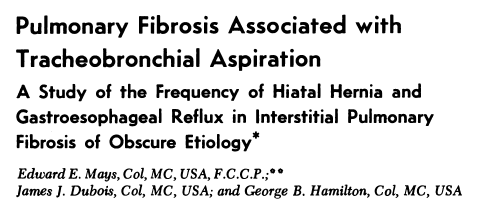 Pulmonary Fibrosis Associated with
Tracheobronchial Aspiration
A Study of the Frequency of Hiatal Hernia and
Gastroesophageal Reflux in Interstitial Pulmonary
Fibrosis of Obscure Etiology*
Edward E. Mays, Col, MC, USA, F.C.C.P.;**
James J. Dubois, Col, MC, USA; and George B. Hamilton, Col, MC, USA